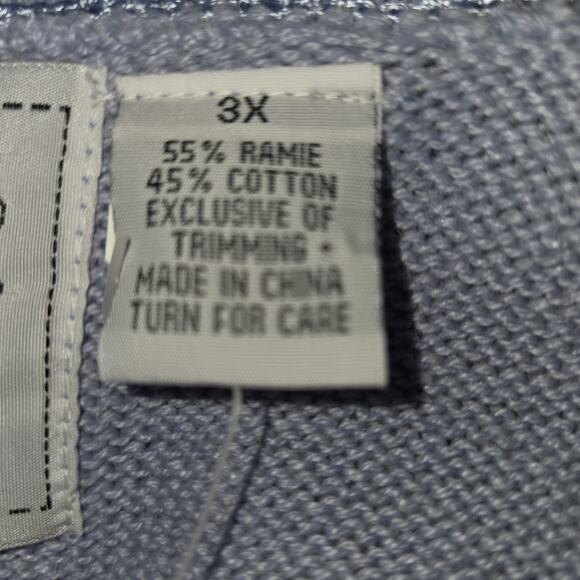 3X
55% RAMIE
45% COTTON
EXCLUSIVE OF
TRIMMING •
MADE IN CHINA
TURN FOR CARE